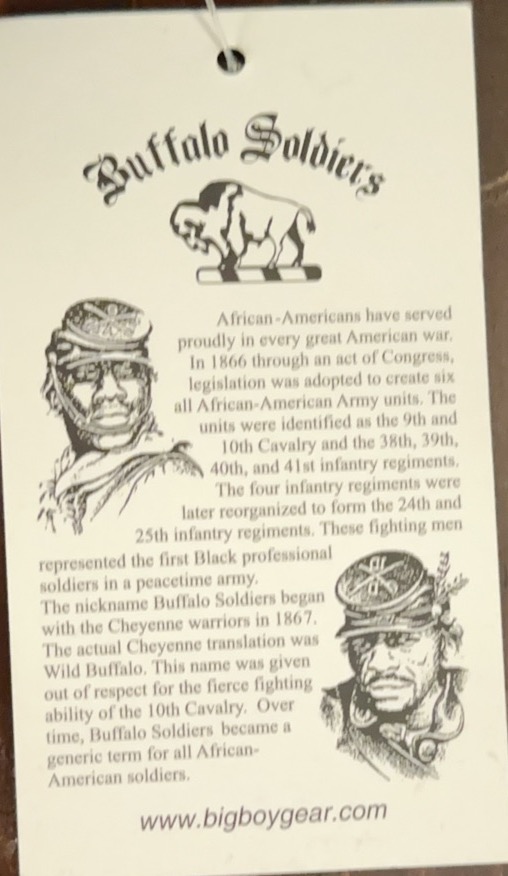 Buffalo Soldiers
African-Americans have served
proudly in every great American war.
In 1866 through an act of Congress,
legislation was adopted to create six
all African-American Army units. The
units were identified as the 9th and
10th Cavalry and the 38th, 39th,
40th, and 41st infantry regiments.
The four infantry regiments were
later reorganized to form the 24th and
25th infantry regiments. These fighting men
represented the first Black professional
soldiers in a peacetime army.
The nickname Buffalo Soldiers began
with the Cheyenne warriors in 1867.
The actual Cheyenne translation was
Wild Buffalo. This name was given
out of respect for the fierce fighting
ability of the 10th Cavalry. Over
time, Buffalo Soldiers became a
generic term for all African-
American soldiers.
www.bigboygear.com